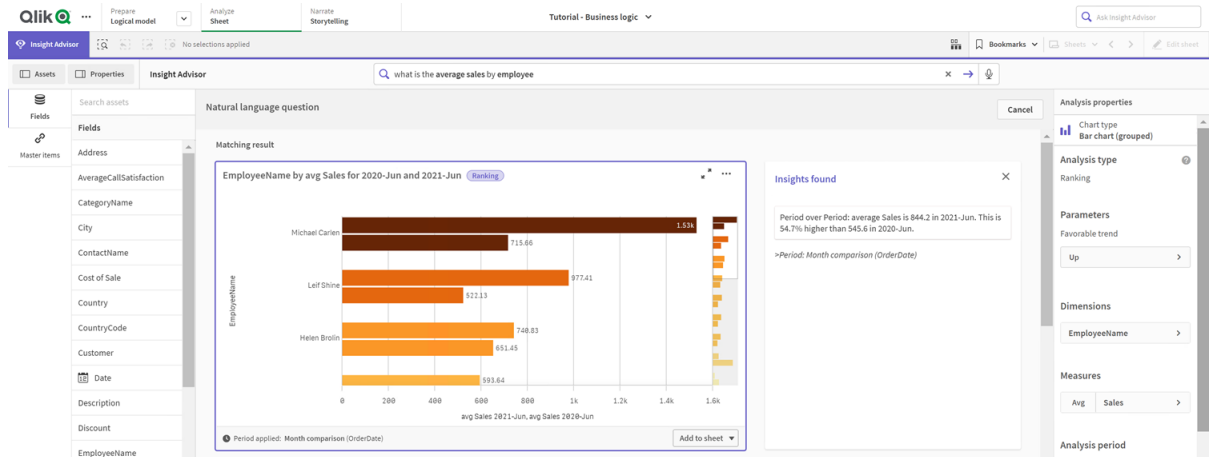 Qlik
Prepare
Logical model
Analyze
Sheet
Narrate
Storytelling
Tutorial - Business logic
Ask Insight Advisor
Insight Advisor
No selections applied
Bookmarks
Sheets
Edit sheet
Assets
Properties
Insight Advisor
what is the average sales by employee
Fields
Master items
Search assets
Fields
Address
AverageCallSatisfaction
CategoryName
City
ContactName
Cost of Sale
Country
CountryCode
Customer
Date
Description
Discount
EmployeeName
Natural language question
Cancel
Matching result
EmployeeName by avg Sales for 2020-Jun and 2021-Jun
Ranking
EmployeeName
Michael Carlen
1.53k
715.66
Leif Shine
977.41
522.13
Helen Brolin
740.83
651.45
593.64
0 200 400 600 800 1k 1.2k 1.4k 1.6k
avg Sales 2021-Jun, avg Sales 2020-Jun
Period applied: Month comparison (OrderDate)
Add to sheet
Insights found
Period over Period: average Sales is 844.2 in 2021-Jun. This is
54.7% higher than 545.6 in 2020-Jun.
>Period: Month comparison (OrderDate)
Analysis properties
Chart type
Bar chart (grouped)
Analysis type
Ranking
Parameters
Favorable trend
Up
Dimensions
EmployeeName
Measures
Avg Sales
Analysis period